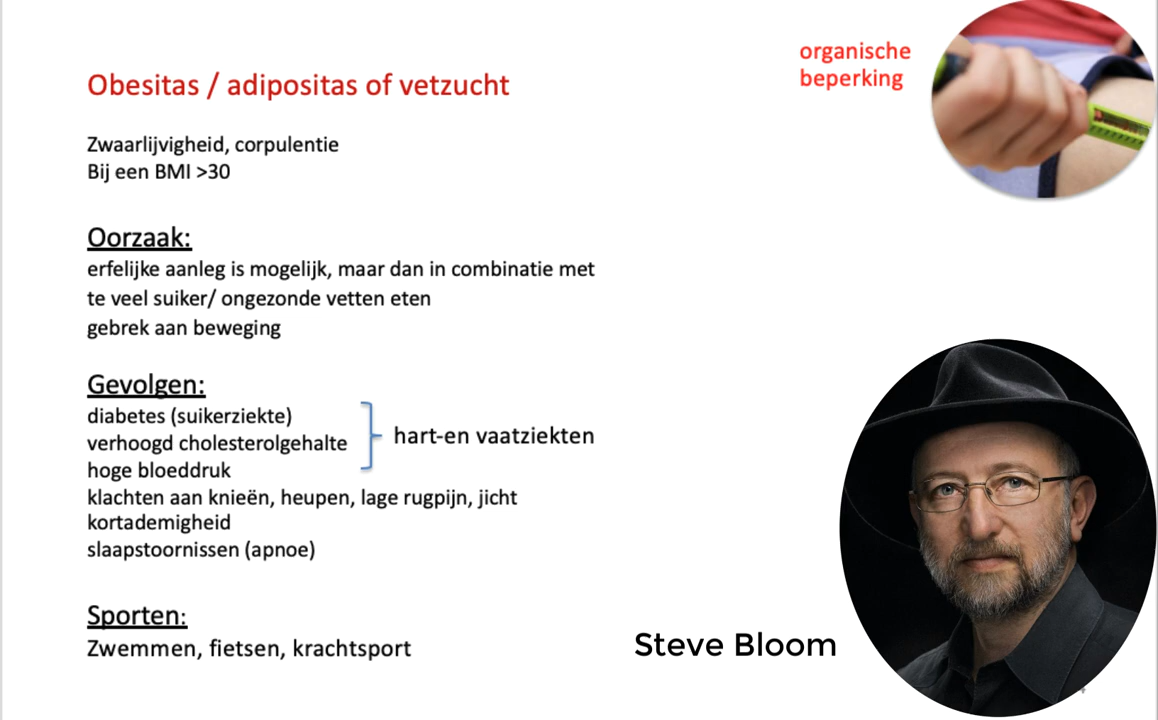 organische
beperking
Obesitas / adipositas of vetzucht
Zwaarlijvigheid, corpulentie
Bij een BMI >30
Oorzaak:
erfelijke aanleg is mogelijk, maar dan in combinatie met
te veel suiker/ ongezonde vetten eten
gebrek aan beweging
Gevolgen:
diabetes (suikerziekte)
verhoogd cholesterolgehalte
hart-en vaatziekten
hoge bloeddruk
klachten aan knieën, heupen, lage rugpijn, jicht
kortademigheid
slaapstoornissen (apnoe)
Sporten:
Zwemmen, fietsen, krachtsport
Steve Bloom